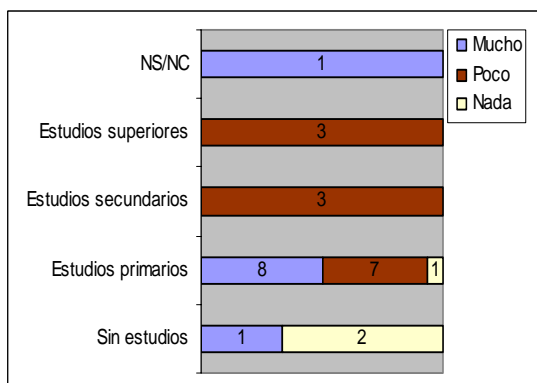 Mucho
Poco
Nada
NS/NC
1
Estudios superiores
3
Estudios secundarios
3
Estudios primarios
8 7 1
Sin estudios
1 2